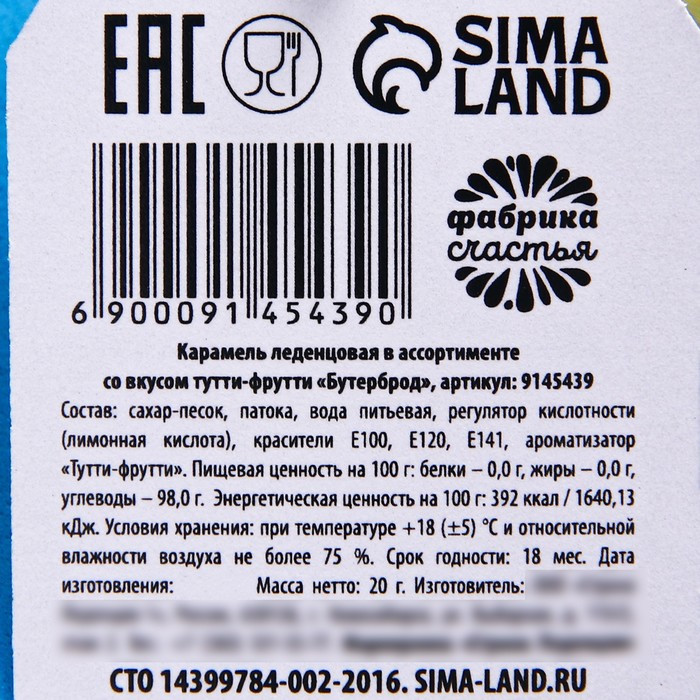 ЕАС
SIMA
LAND
фабрика
счастья
6 900091 454390
Карамель леденцовая в ассортименте
со вкусом тутти-фрутти «Бутерброд», артикул: 9145439
Состав: сахар-песок, патока, вода питьевая, регулятор кислотности
(лимонная кислота), красители Е100, Е120, Е141, ароматизатор
«Тутти-фрутти». Пищевая ценность на 100 г: белки – 0,0 г, жиры – 0,0 г,
углеводы – 98,0 г. Энергетическая ценность на 100 г: 392 ккал / 1640,13
кДж. Условия хранения: при температуре +18 (±5) °С и относительной
влажности воздуха не более 75 %. Срок годности: 18 мес. Дата
изготовления: Масса нетто: 20 г. Изготовитель:
СТО 14399784-002-2016. SIMA-LAND.RU